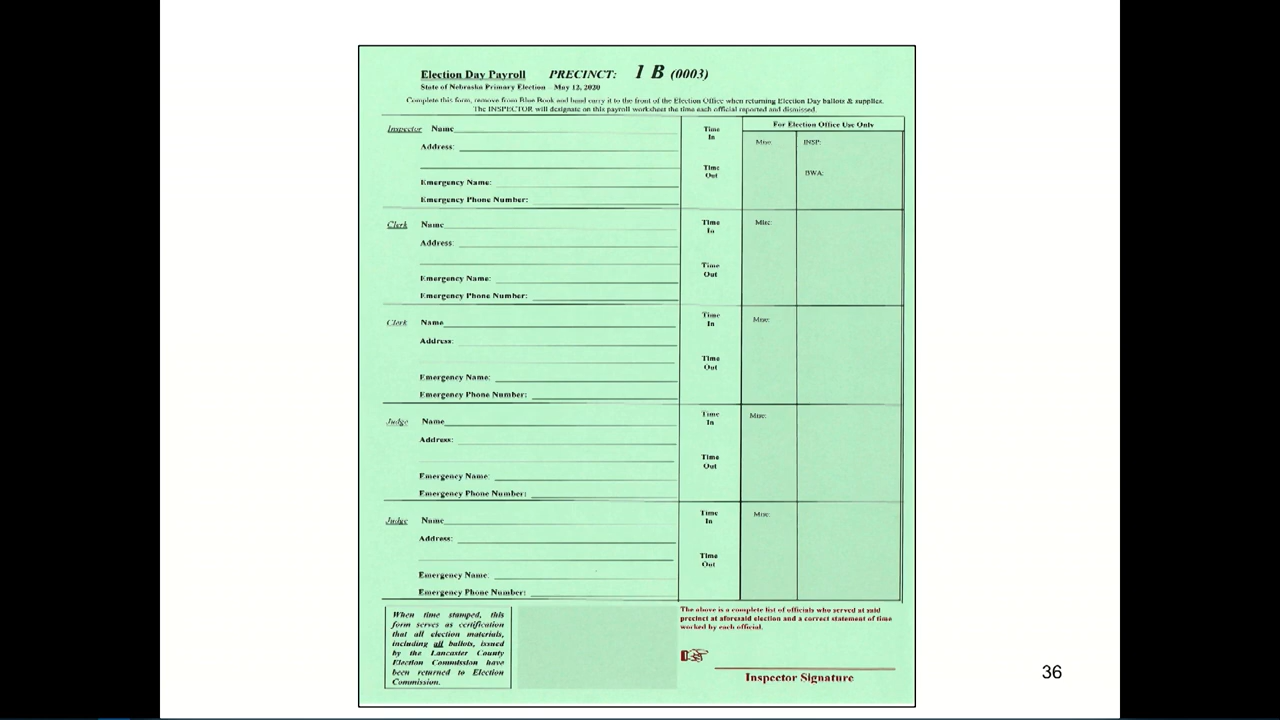 Election Day Payroll PRECINCT: 1 B (0003)
State of Nebraska Primary Election - May 12, 2020
Complete this form, remove from Blue Book and hand carry it to the front of the Election Office when returning Election Day ballots & supplies.
The INSPECTOR will designate on this payroll worksheet the time each official reported and dismissed.
For Election Office Use Only
Inspector Name
Address:
Emergency Name:
Emergency Phone Number:
Time
In
Time
Out
Misc
INSP:
BWA:
Clerk Name
Address:
Emergency Name:
Emergency Phone Number:
Time
In
Time
Out
Misc:
Clerk Name
Address:
Emergency Name:
Emergency Phone Number:
Time
In
Time
Out
Misc:
Judge Name
Address:
Emergency Name:
Emergency Phone Number:
Time
In
Time
Out
Misc:
Judge Name
Address:
Emergency Name:
Emergency Phone Number:
Time
In
Time
Out
Misc:
When time stamped, this
form serves as certification
that all election materials,
including all ballots, issued
by the Lancaster County
Election Commission have
been returned to Election
Commission.
The above is a complete list of officials who served at said
precinct at aforesaid election and a correct statement of time
worked by each official.
Inspector Signature
36